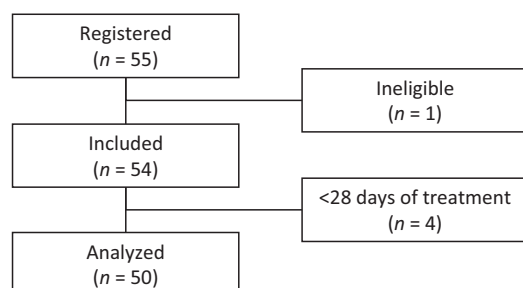 Registered
(n = 55)
Ineligible
(n = 1)
Included
(n = 54)
<28 days of treatment
(n = 4)
Analyzed
(n = 50)